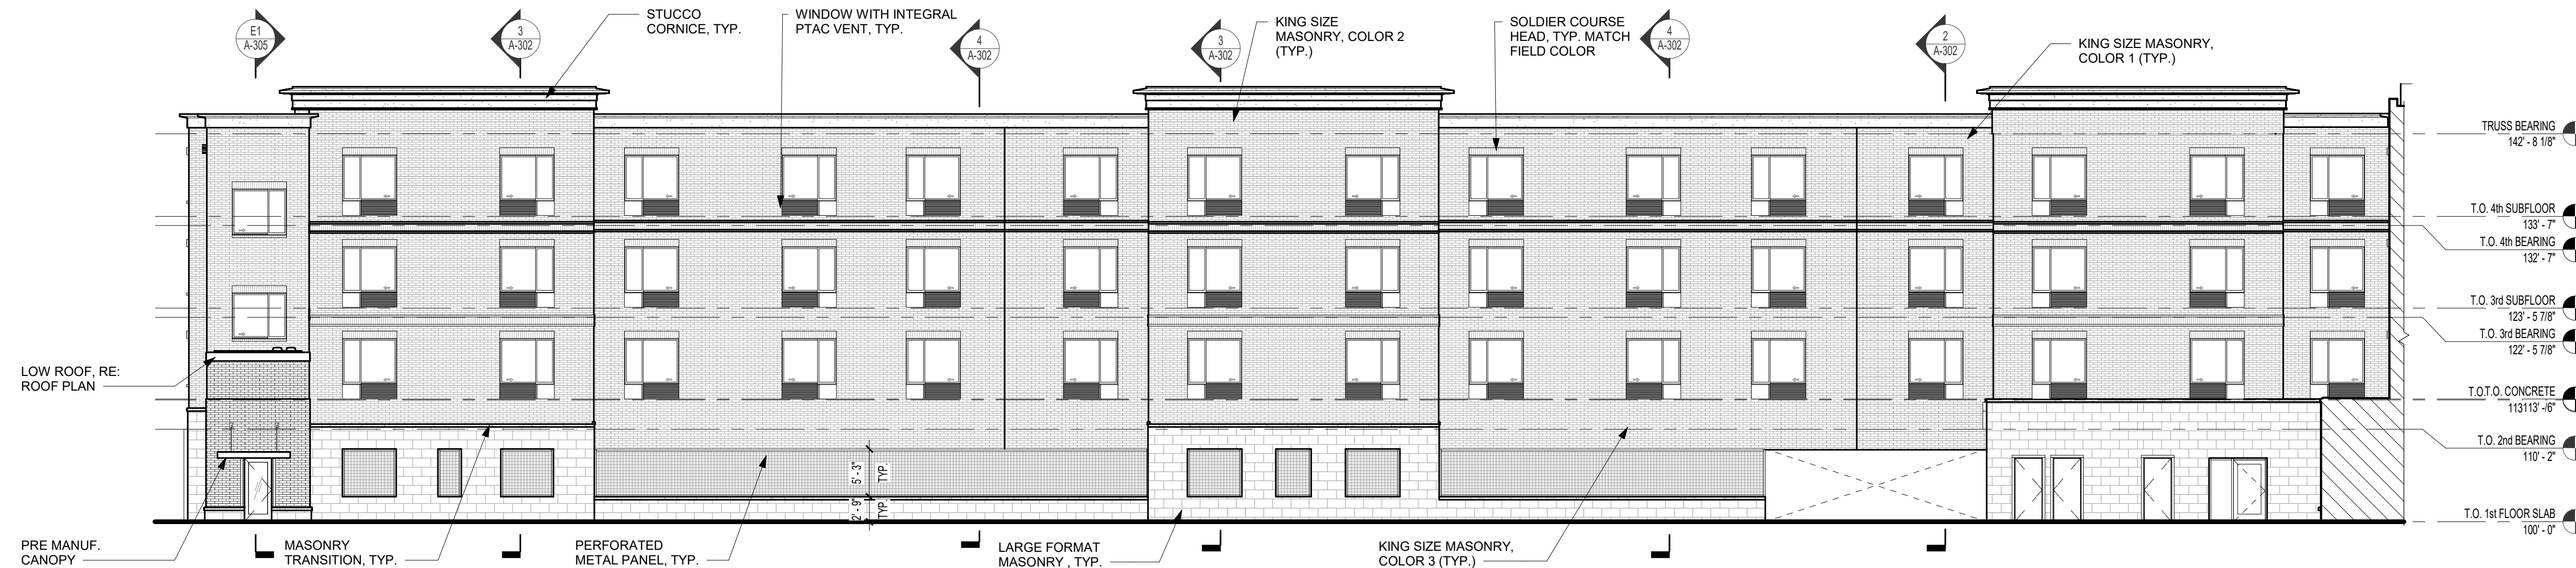 E1
A-305
3
A-302
STUCCO
CORNICE, TYP.
WINDOW WITH INTEGRAL
PTAC VENT, TYP.
4
A-302
3
A-302
KING SIZE
MASONRY, COLOR 2
(TYP.)
SOLDIER COURSE
HEAD, TYP. MATCH
FIELD COLOR
4
A-302
2
A-302
KING SIZE MASONRY,
COLOR 1 (TYP.)
TRUSS BEARING
142' - 8 1/8"
T.O. 4th SUBFLOOR
133' - 7"
T.O. 4th BEARING
132' - 7"
T.O. 3rd SUBFLOOR
123' - 5 7/8"
T.O. 3rd BEARING
122' - 5 7/8"
LOW ROOF, RE:
ROOF PLAN
T.O.T.O. CONCRETE
113113' -/6"
T.O. 2nd BEARING
110' - 2"
5' - 3"
TYP.
2' - 9"
TYP.
T.O. 1st FLOOR SLAB
100' - 0"
PRE MANUF.
CANOPY
MASONRY
TRANSITION, TYP.
PERFORATED
METAL PANEL, TYP.
LARGE FORMAT
MASONRY , TYP.
KING SIZE MASONRY,
COLOR 3 (TYP.)